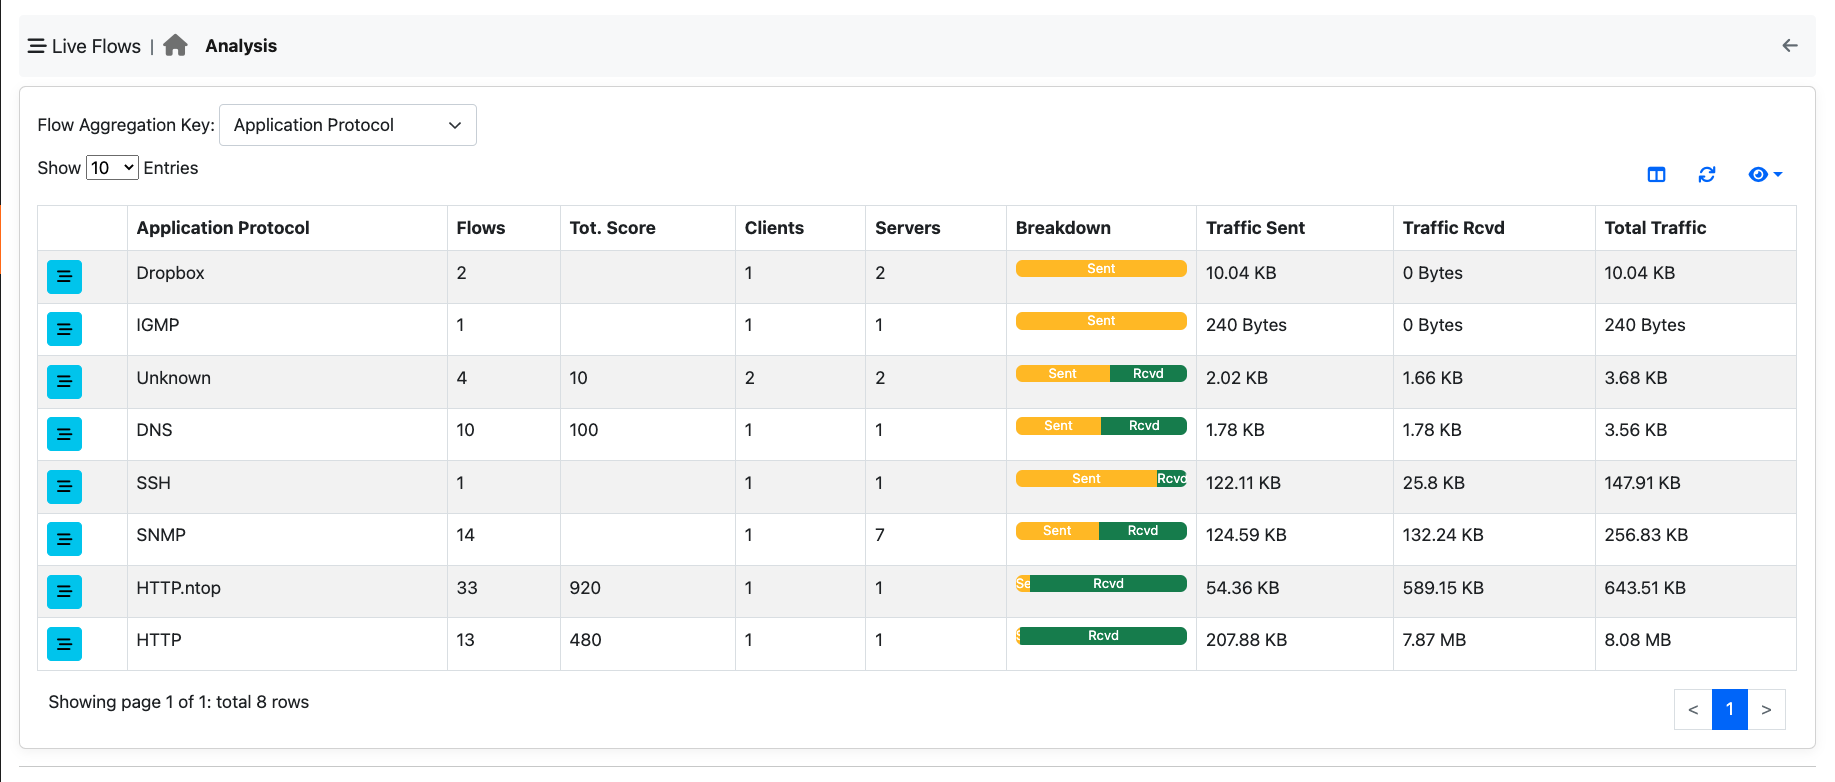 Live Flows | Analysis
Flow Aggregation Key: Application Protocol
Show 10 Entries
Application Protocol Flows Tot. Score Clients Servers Breakdown Traffic Sent Traffic Rcvd Total Traffic
Dropbox 2 1 2 Sent 10.04 KB 0 Bytes 10.04 KB
IGMP 1 1 1 Sent 240 Bytes 0 Bytes 240 Bytes
Unknown 4 10 2 2 Sent Rcvd 2.02 KB 1.66 KB 3.68 KB
DNS 10 100 1 1 Sent Rcvd 1.78 KB 1.78 KB 3.56 KB
SSH 1 1 1 Sent Rcvd 122.11 KB 25.8 KB 147.91 KB
SNMP 14 1 7 Sent Rcvd 124.59 KB 132.24 KB 256.83 KB
HTTP.ntop 33 920 1 1 Se Rcvd 54.36 KB 589.15 KB 643.51 KB
HTTP 13 480 1 1 S Rcvd 207.88 KB 7.87 MB 8.08 MB
Showing page 1 of 1: total 8 rows
< 1 >